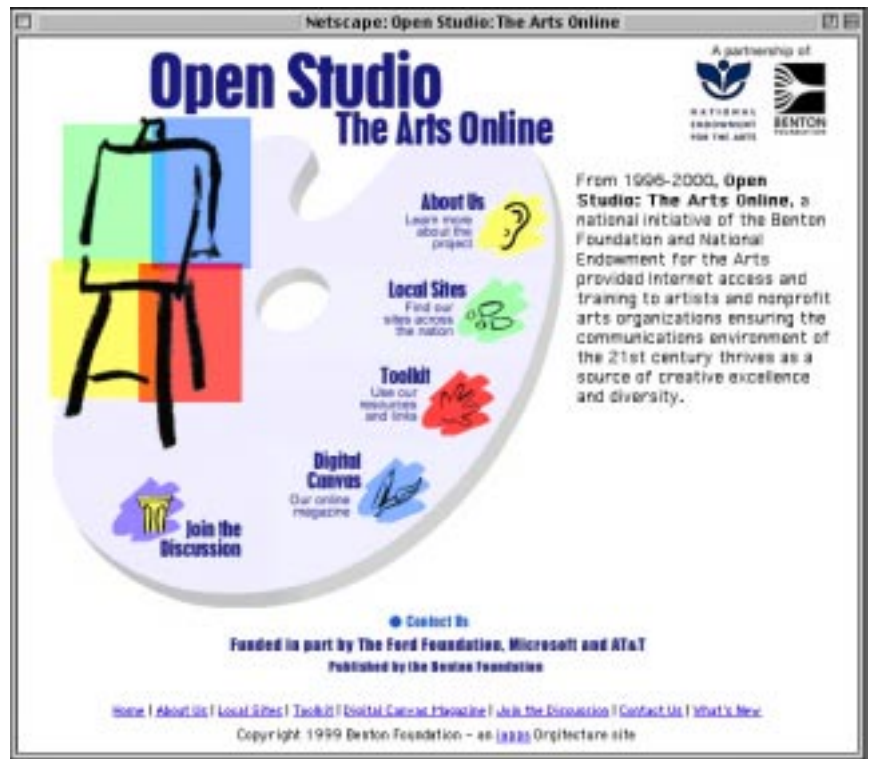 Netscape: Open Studio: The Arts Online
Open Studio
The Arts Online
A partnership of
NATIONAL
ENDOWMENT
FOR THE ARTS
BENTON
FOUNDATION
From 1996-2000, Open
Studio: The Arts Online, a
national initiative of the Benton
Foundation and National
Endowment for the Arts
provided Internet access and
training to artists and nonprofit
arts organizations ensuring the
communications environment of
the 21st century thrives as a
source of creative excellence
and diversity.
About Us
Learn more
about the
project
Local Sites
Find our
sites across
the nation
Toolkit
Use our
resources
and links
Digital
Canvas
Our online
magazine
Join the
Discussion
Contact Us
Funded in part by The Ford Foundation, Microsoft and AT&T
Published by the Benton Foundation
Home | About Us | Local Sites | Toolkit | Digital Canvas Magazine | Join the Discussion | Contact Us | What's New
Copyright 1999 Benton Foundation - an iapps Orgitecture site